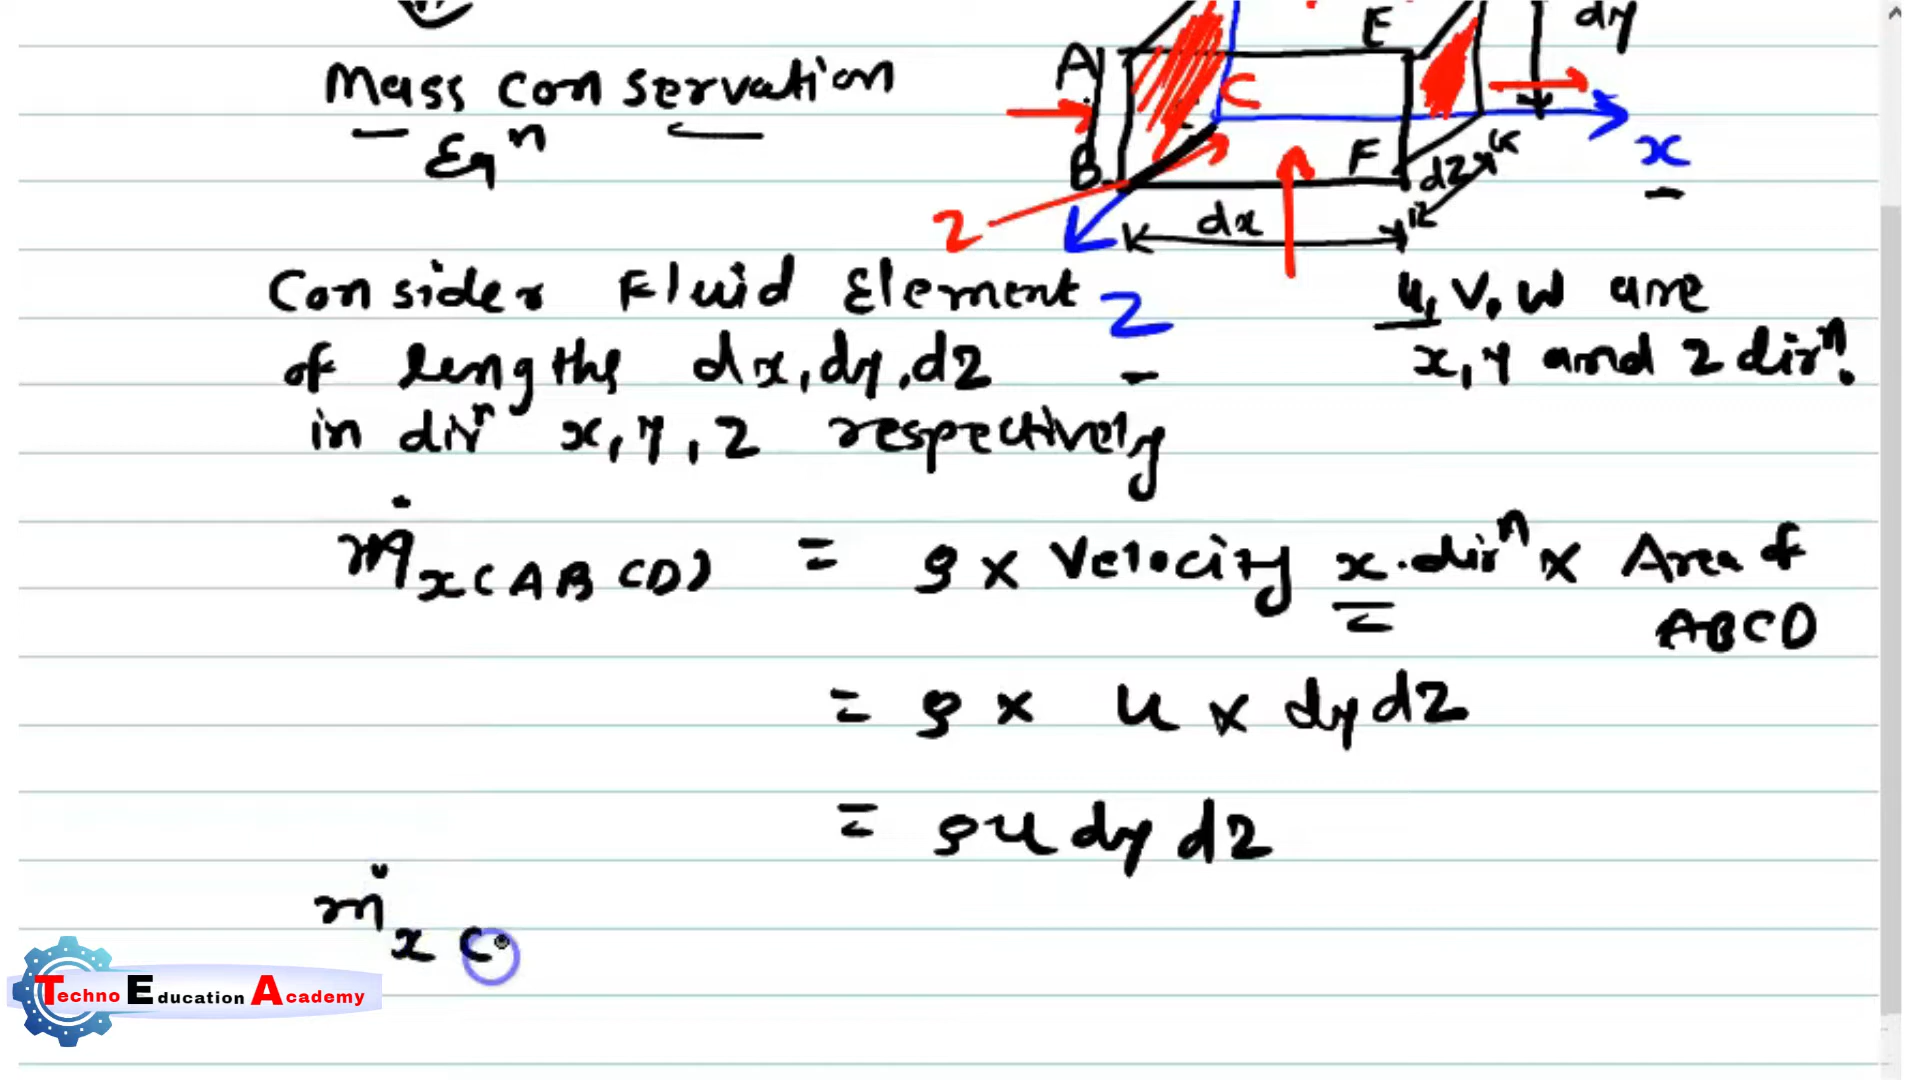 dy
E
A
Mass Conservation
C
x
Eqⁿ
B
F
dz
2
dx
Consider Fluid Element
z
u, v, w are
of lengths dx, dy, dz
x, y and z dirⁿ.
in dirⁿ x, y, z respectively
ṁx(ABCD) = ρ × Velocity x.dirⁿ × Area of
ABCD
= ρ × u × dy dz
= ρu dy dz
ṁx (
Techno Education Academy